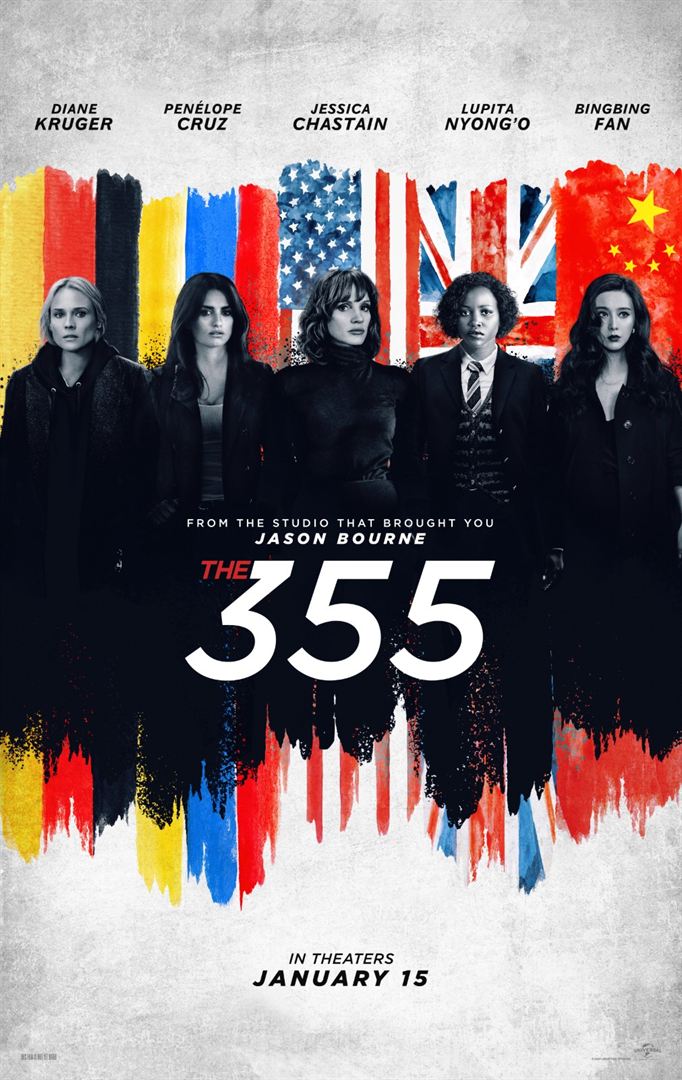 DIANE
KRUGER
PENÉLOPE
CRUZ
JESSICA
CHASTAIN
LUPITA
NYONG'O
BINGBING
FAN
FROM THE STUDIO THAT BROUGHT YOU
JASON BOURNE
THE
355
IN THEATERS
JANUARY 15
UNIVERSAL